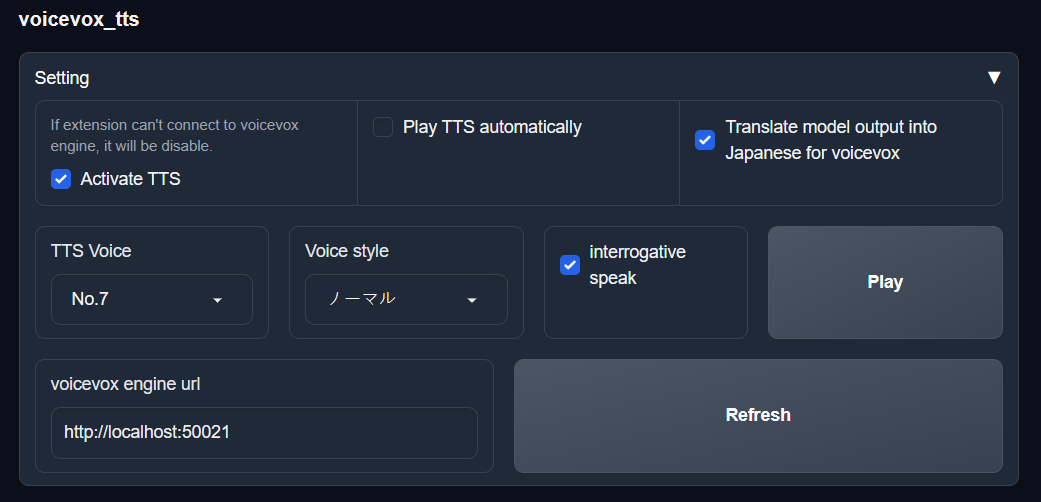 voicevox_tts
Setting
▼
If extension can't connect to voicevox
engine, it will be disable.
Activate TTS
Play TTS automatically
Translate model output into
Japanese for voicevox
TTS Voice
No.7
Voice style
ノーマル
interrogative
speak
Play
voicevox engine url
http://localhost:50021
Refresh